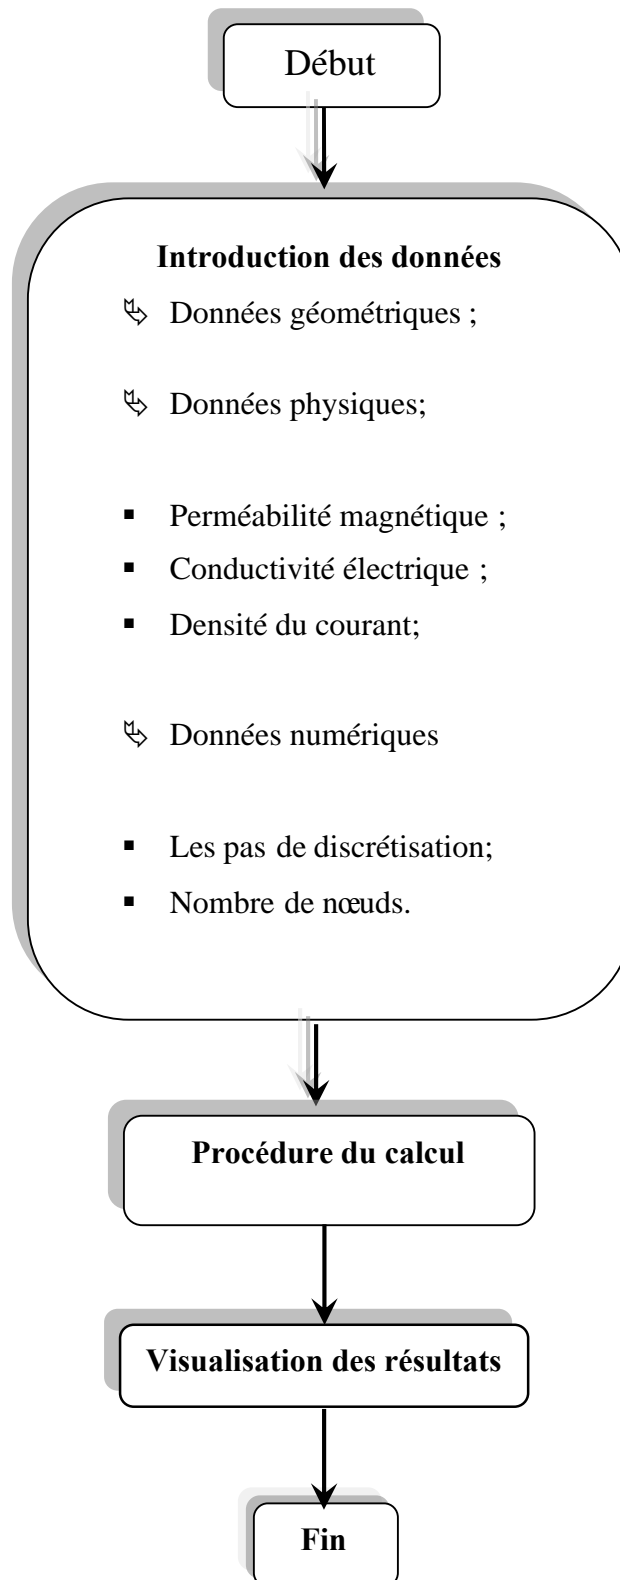 Début
Introduction des données
Données géométriques ;
Données physiques;
▪ Perméabilité magnétique ;
▪ Conductivité électrique ;
▪ Densité du courant;
Données numériques
▪ Les pas de discrétisation;
▪ Nombre de nœuds.
Procédure du calcul
Visualisation des résultats
Fin